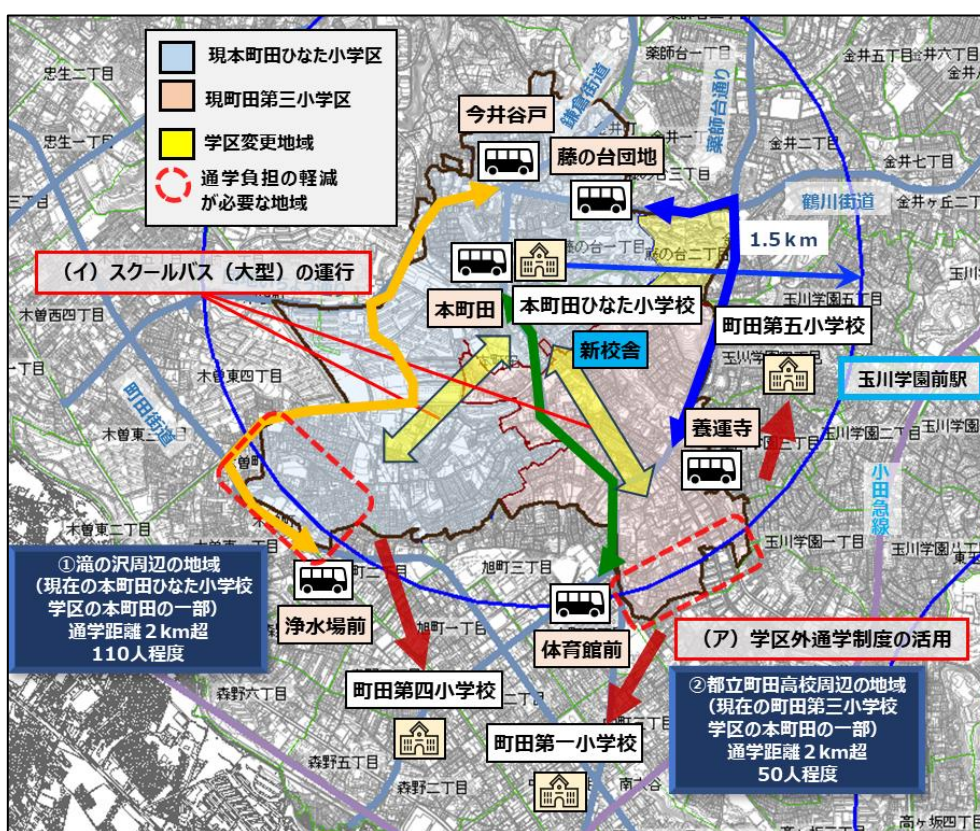 現本町田ひなた小学区
現町田第三小学区
学区変更地域
通学負担の軽減
が必要な地域
忠生二丁目
忠生一丁目
薬師台一丁目
金井五丁目
金井六丁目
鎌倉街道
薬師台通り
今井谷戸
藤の台団地
金井二丁目
金井七丁目
鶴川街道
金井ヶ丘二丁目
藤の台一丁目
藤の台二丁目
1.5km
(イ)スクールバス(大型)の運行
本町田
本町田ひなた小学校
新校舎
玉川学園五丁目
町田第五小学校
玉川学園前駅
木曽西四丁目
木曽東四丁目
町田街道
養運寺
小田急線
木曽東二丁目
玉川学園一丁目
①滝の沢周辺の地域
(現在の本町田ひなた小学校
学区の本町田の一部)
通学距離2km超
110人程度
旭町三丁目
浄水場前
旭町一丁目
体育館前
(ア)学区外通学制度の活用
町田第四小学校
②都立町田高校周辺の地域
(現在の町田第三小学校
学区の本町田の一部)
通学距離2km超
50人程度
森野六丁目
町田第一小学校
森野五丁目
森野二丁目
南大谷
高ヶ坂四丁目